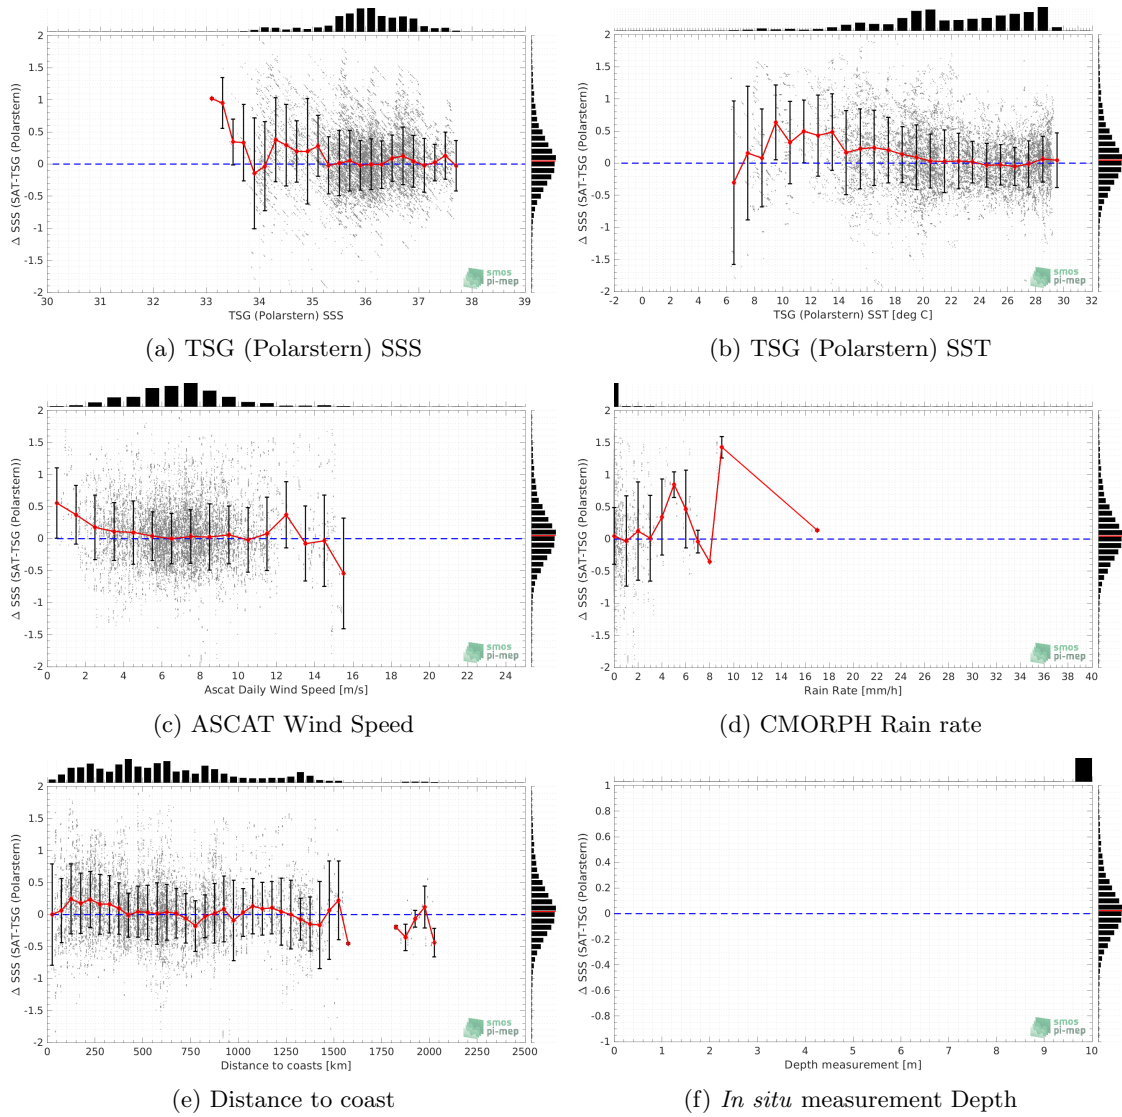 2
1.5
1
0.5
0
-0.5
-1
-1.5
-2
Δ SSS (SAT-TSG (Polarstern))
30 31 32 33 34 35 36 37 38 39
TSG (Polarstern) SSS
smos
pi-mep
(a) TSG (Polarstern) SSS
2
1.5
1
0.5
0
-0.5
-1
-1.5
-2
Δ SSS (SAT-TSG (Polarstern))
-2 0 2 4 6 8 10 12 14 16 18 20 22 24 26 28 30 32
TSG (Polarstern) SST [deg C]
smos
pi-mep
(b) TSG (Polarstern) SST
2
1.5
1
0.5
0
-0.5
-1
-1.5
-2
Δ SSS (SAT-TSG (Polarstern))
0 2 4 6 8 10 12 14 16 18 20 22 24
Ascat Daily Wind Speed [m/s]
smos
pi-mep
(c) ASCAT Wind Speed
2
1.5
1
0.5
0
-0.5
-1
-1.5
-2
Δ SSS (SAT-TSG (Polarstern))
0 2 4 6 8 10 12 14 16 18 20 22 24 26 28 30 32 34 36 38 40
Rain Rate [mm/h]
smos
pi-mep
(d) CMORPH Rain rate
2
1.5
1
0.5
0
-0.5
-1
-1.5
-2
Δ SSS (SAT-TSG (Polarstern))
0 250 500 750 1000 1250 1500 1750 2000 2250 2500
Distance to coasts [km]
smos
pi-mep
(e) Distance to coast
1
0.8
0.6
0.4
0.2
0
-0.2
-0.4
-0.6
-0.8
-1
Δ SSS (SAT-TSG (Polarstern))
0 1 2 3 4 5 6 7 8 9 10
Depth measurement [m]
smos
pi-mep
(f) In situ measurement Depth